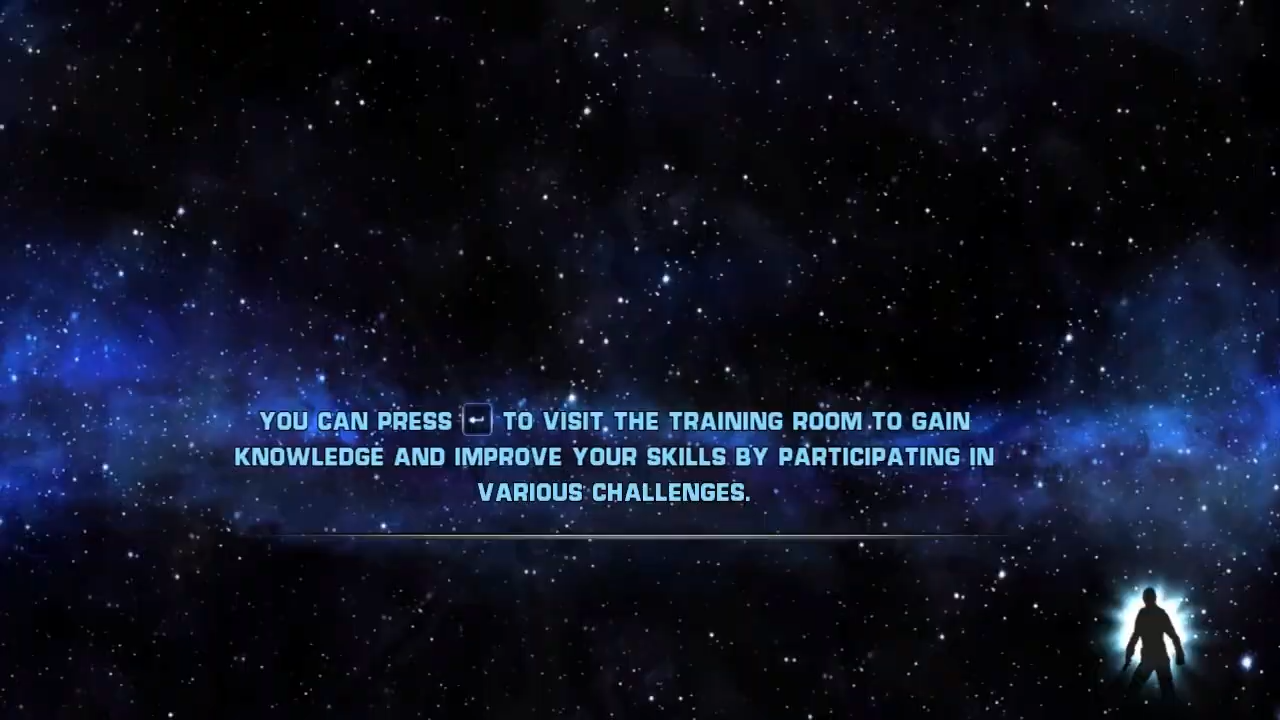 YOU CAN PRESS ↵ TO VISIT THE TRAINING ROOM TO GAIN
KNOWLEDGE AND IMPROVE YOUR SKILLS BY PARTICIPATING IN
VARIOUS CHALLENGES.